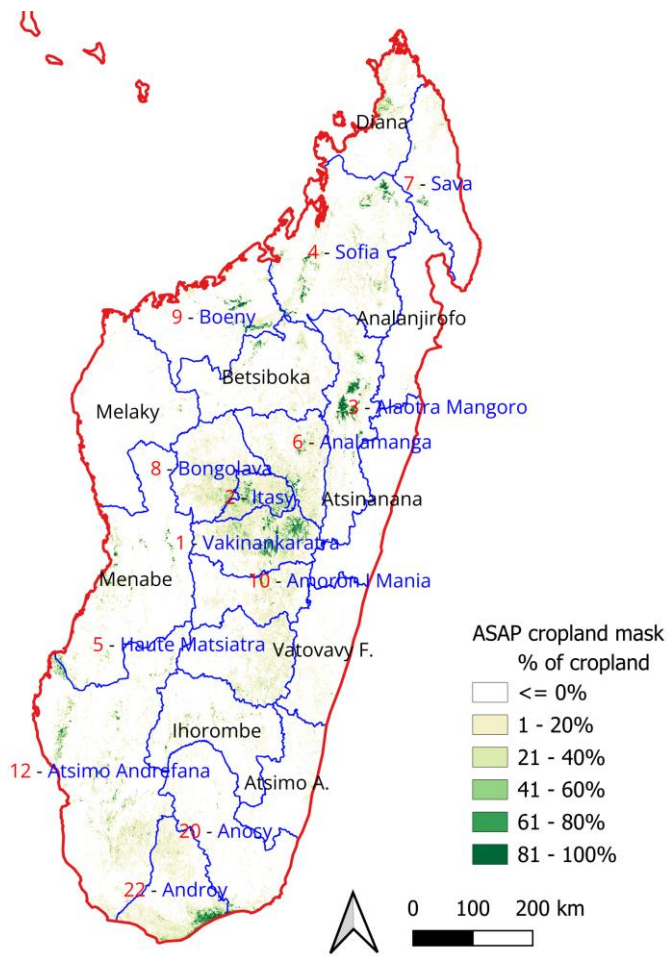 Diana
7 - Sava
4 - Sofia
9 - Boeny
Analanjirofo
Betsiboka
Melaky
3 - Alaotra Mangoro
6 - Analamanga
8 - Bongolava
2 - Itasy
Atsinanana
1 - Vakinankaratra
Menabe
10 - Amoron I Mania
5 - Haute Matsiatra
Vatovavy F.
Ihorombe
12 - Atsimo Andrefana
Atsimo A.
20 - Anosy
22 - Androy
ASAP cropland mask
% of cropland
<= 0%
1 - 20%
21 - 40%
41 - 60%
61 - 80%
81 - 100%
0 100 200 km